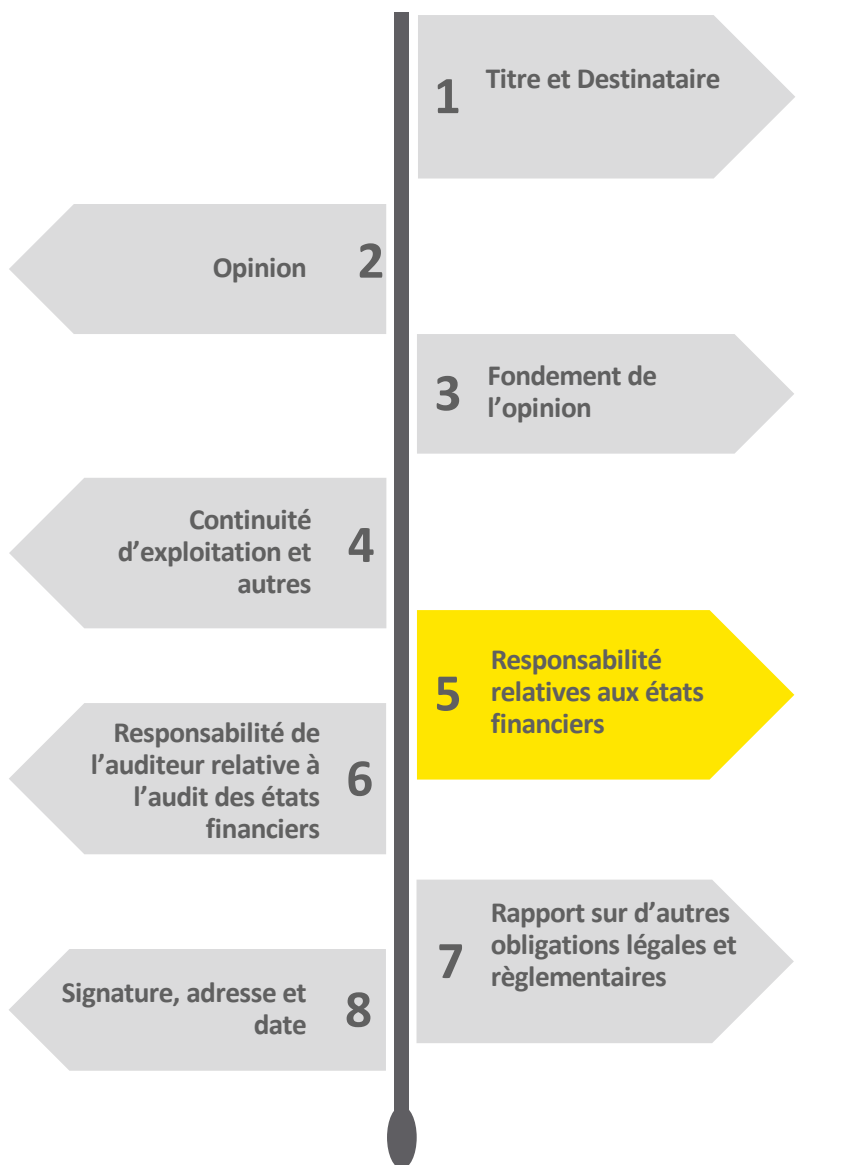 1
Titre et Destinataire
Opinion
2
3
Fondement de
l’opinion
Continuité
d’exploitation et
autres
4
5
Responsabilité
relatives aux états
financiers
Responsabilité de
l’auditeur relative à
l’audit des états
financiers
6
7
Rapport sur d’autres
obligations légales et
règlementaires
Signature, adresse et
date
8